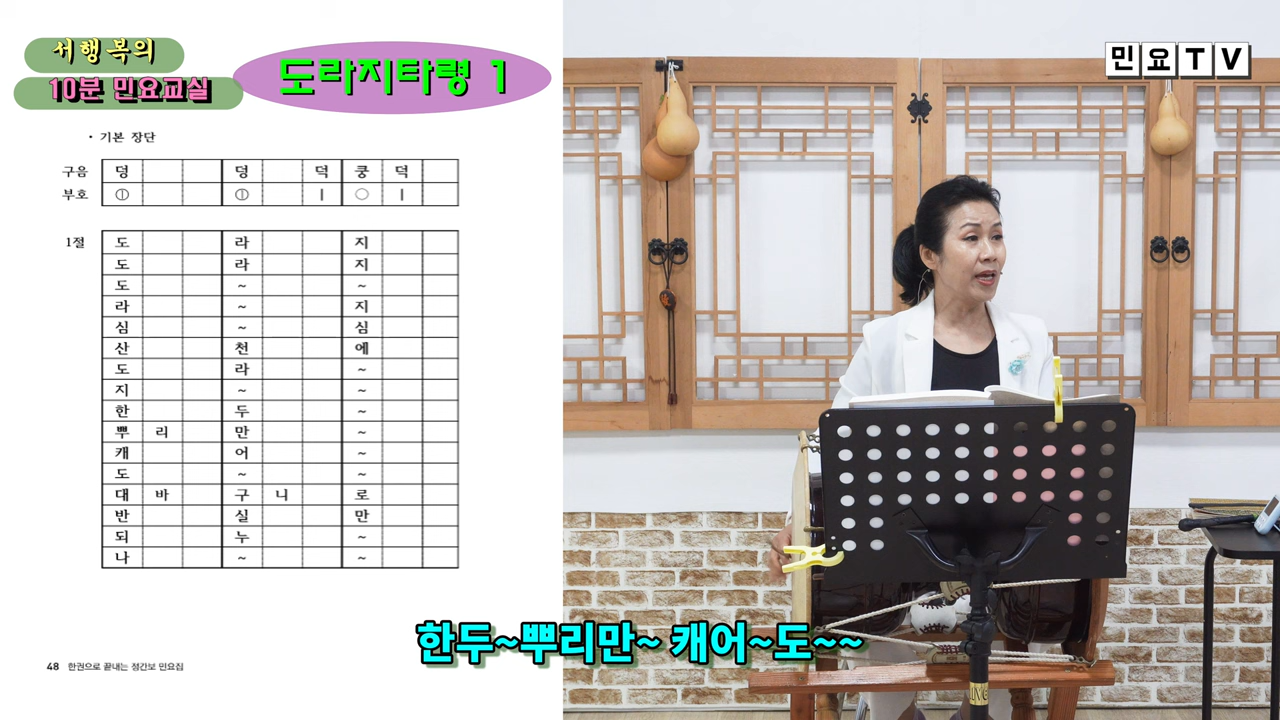 서행복의
10분 민요교실
도라지타령 1
민요TV
• 기본 장단
구음 덩 덩 덕 쿵 덕
부호 ⦶ ⦶ | ○ |
1절 도 라 지
도 라 지
도 ~ ~
라 ~ 지
심 ~ 심
산 천 에
도 라 ~
지 ~ ~
한 두 ~
뿌 리 만 ~
캐 어 ~
도 ~ ~
대 바 구 니 로
반 실 만
되 누 ~
나 ~ ~
한두~뿌리만~ 캐어~도~~
48 한권으로 끝내는 정간보 민요집